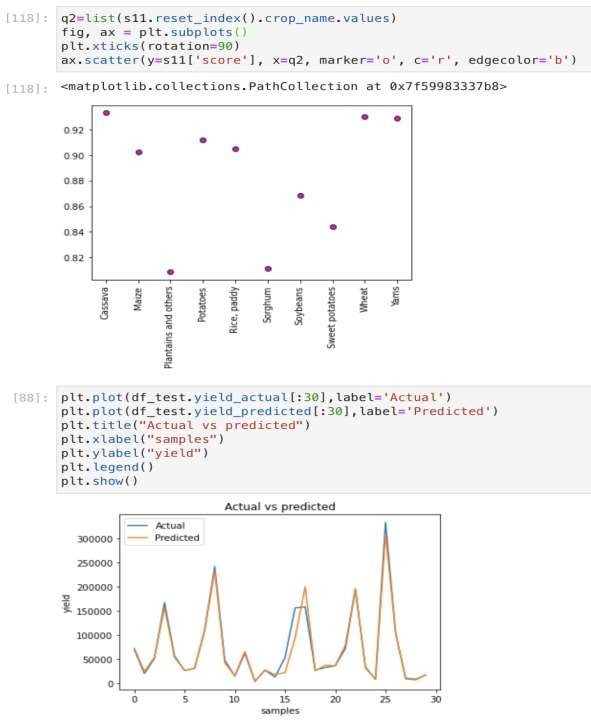 [118]: q2=list(s11.reset_index().crop_name.values)
fig, ax = plt.subplots()
plt.xticks(rotation=90)
ax.scatter(y=s11['score'], x=q2, marker='o', c='r', edgecolor='b')
[118]: <matplotlib.collections.PathCollection at 0x7f59983337b8>
0.92
0.90
0.88
0.86
0.84
0.82
Cassava
Maize
Plantains and others
Potatoes
Rice, paddy
Sorghum
Soybeans
Sweet potatoes
Wheat
Yams
[88]: plt.plot(df_test.yield_actual[:30],label='Actual')
plt.plot(df_test.yield_predicted[:30],label='Predicted')
plt.title("Actual vs predicted")
plt.xlabel("samples")
plt.ylabel("yield")
plt.legend()
plt.show()
Actual vs predicted
Actual
Predicted
300000
250000
200000
150000
100000
50000
0
yield
0 5 10 15 20 25 30
samples